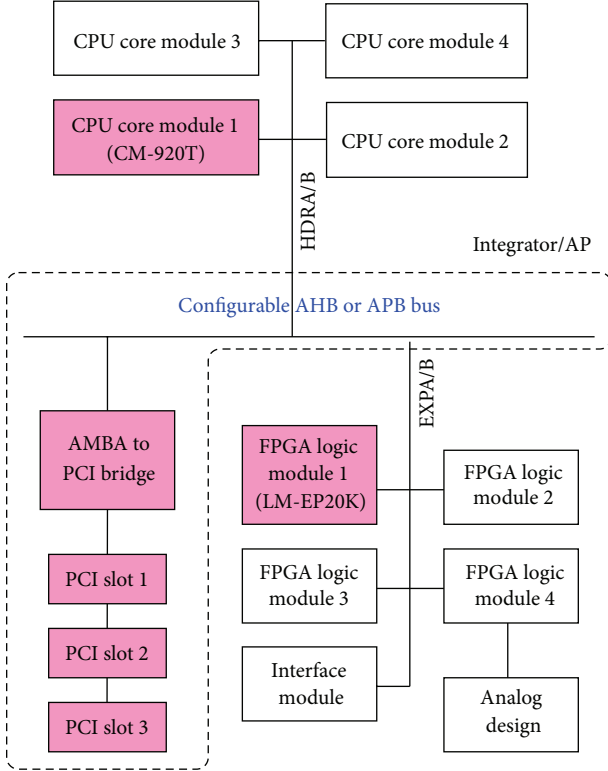 CPU core module 3
CPU core module 4
CPU core module 1
(CM-920T)
CPU core module 2
HDRA/B
Integrator/AP
Configurable AHB or APB bus
EXPA/B
AMBA to
PCI bridge
FPGA logic
module 1
(LM-EP20K)
FPGA logic
module 2
PCI slot 1
FPGA logic
module 3
FPGA logic
module 4
PCI slot 2
Interface
module
PCI slot 3
Analog
design